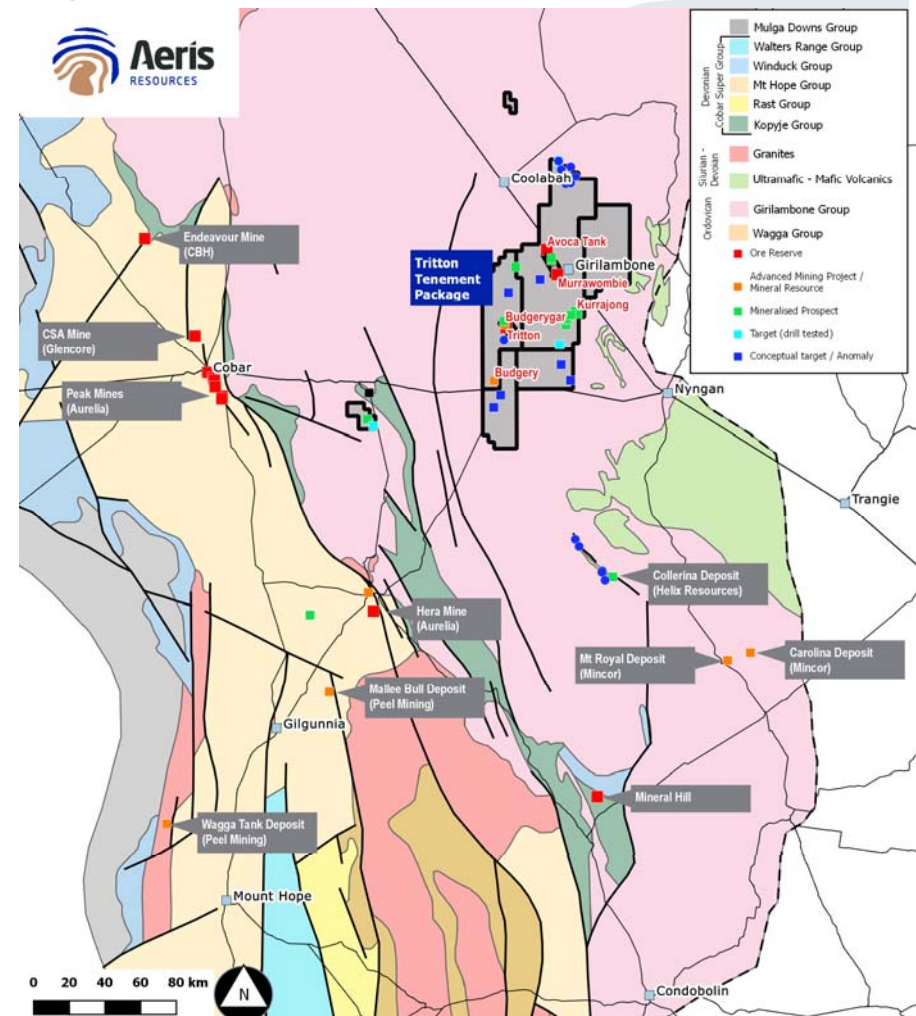 Aeris
RESOURCES
Mulga Downs Group
Walters Range Group
Winduck Group
Mt Hope Group
Rast Group
Kopyje Group
Devonian
Cobar Super Group
Granites
Ultramafic - Mafic Volcanics
Silurian -
Devoian
Girilambone Group
Wagga Group
Ordovican
Ore Reserve
Advanced Mining Project /
Mineral Resource
Mineralised Prospect
Target (drill tested)
Conceptual target / Anomaly
Coolabah
Endeavour Mine
(CBH)
Avoca Tank
Tritton
Tenement
Package
Girilambone
Murrawombie
Kurrajong
Budgerygar
Tritton
CSA Mine
(Glencore)
Cobar
Budgery
Peak Mines
(Aurelia)
Nyngan
Trangie
Collerina Deposit
(Helix Resources)
Hera Mine
(Aurelia)
Mt Royal Deposit
(Mincor)
Carolina Deposit
(Mincor)
Mallee Bull Deposit
(Peel Mining)
Gilgunnia
Mineral Hill
Wagga Tank Deposit
(Peel Mining)
Mount Hope
0 20 40 60 80 km
N
Condobolin